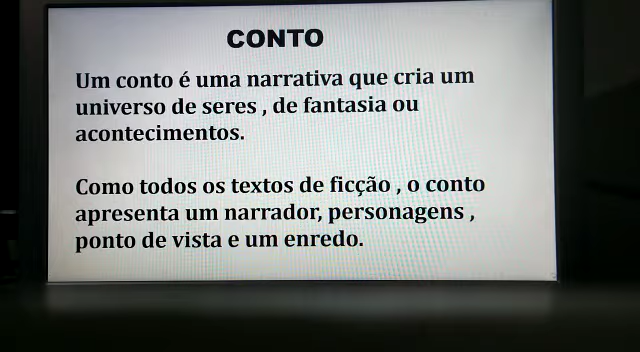 CONTO
Um conto é uma narrativa que cria um
universo de seres , de fantasia ou
acontecimentos.
Como todos os textos de ficção , o conto
apresenta um narrador, personagens ,
ponto de vista e um enredo.